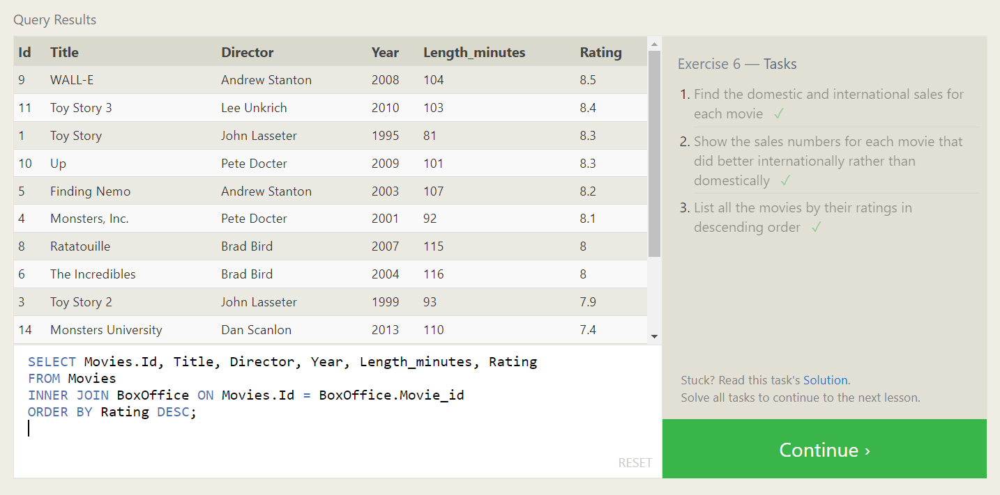 Query Results
Id Title Director Year Length_minutes Rating
9 WALL-E Andrew Stanton 2008 104 8.5
11 Toy Story 3 Lee Unkrich 2010 103 8.4
1 Toy Story John Lasseter 1995 81 8.3
10 Up Pete Docter 2009 101 8.3
5 Finding Nemo Andrew Stanton 2003 107 8.2
4 Monsters, Inc. Pete Docter 2001 92 8.1
8 Ratatouille Brad Bird 2007 115 8
6 The Incredibles Brad Bird 2004 116 8
3 Toy Story 2 John Lasseter 1999 93 7.9
14 Monsters University Dan Scanlon 2013 110 7.4
SELECT Movies.Id, Title, Director, Year, Length_minutes, Rating
FROM Movies
INNER JOIN BoxOffice ON Movies.Id = BoxOffice.Movie_id
ORDER BY Rating DESC;
RESET
Exercise 6 — Tasks
1. Find the domestic and international sales for
each movie ✓
2. Show the sales numbers for each movie that
did better internationally rather than
domestically ✓
3. List all the movies by their ratings in
descending order ✓
Stuck? Read this task's Solution.
Solve all tasks to continue to the next lesson.
Continue ›